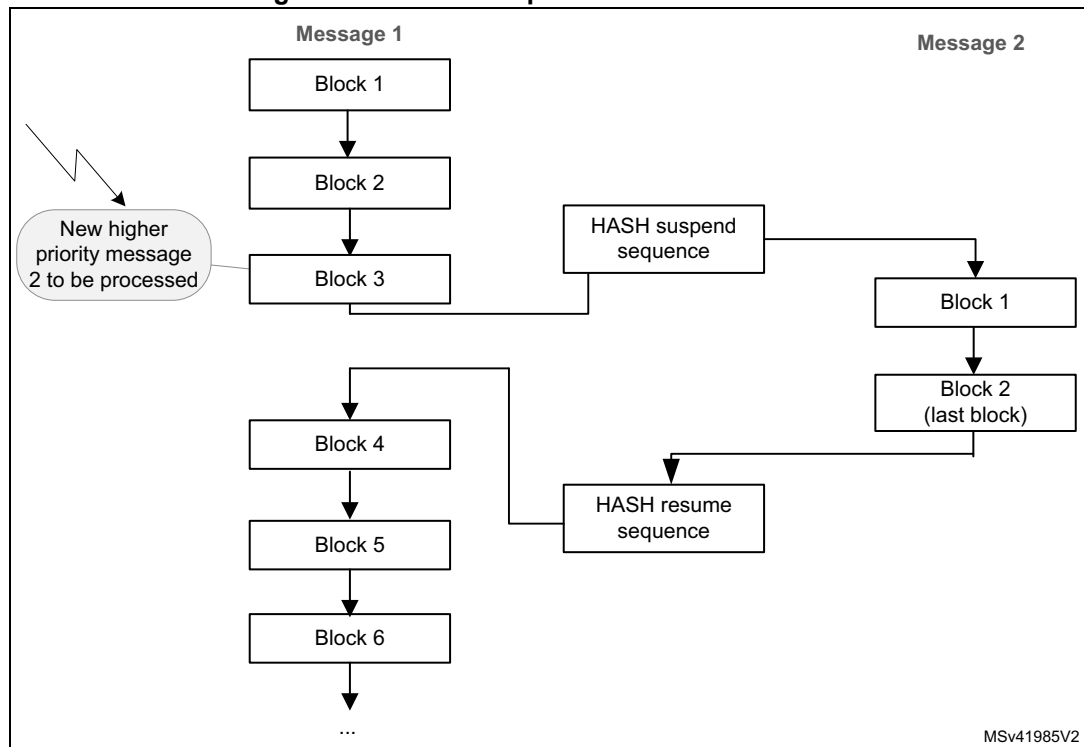 Message 1
Message 2
Block 1
Block 2
New higher
priority message
2 to be processed
Block 3
HASH suspend
sequence
Block 1
Block 2
(last block)
Block 4
HASH resume
sequence
Block 5
Block 6
...
MSv41985V2